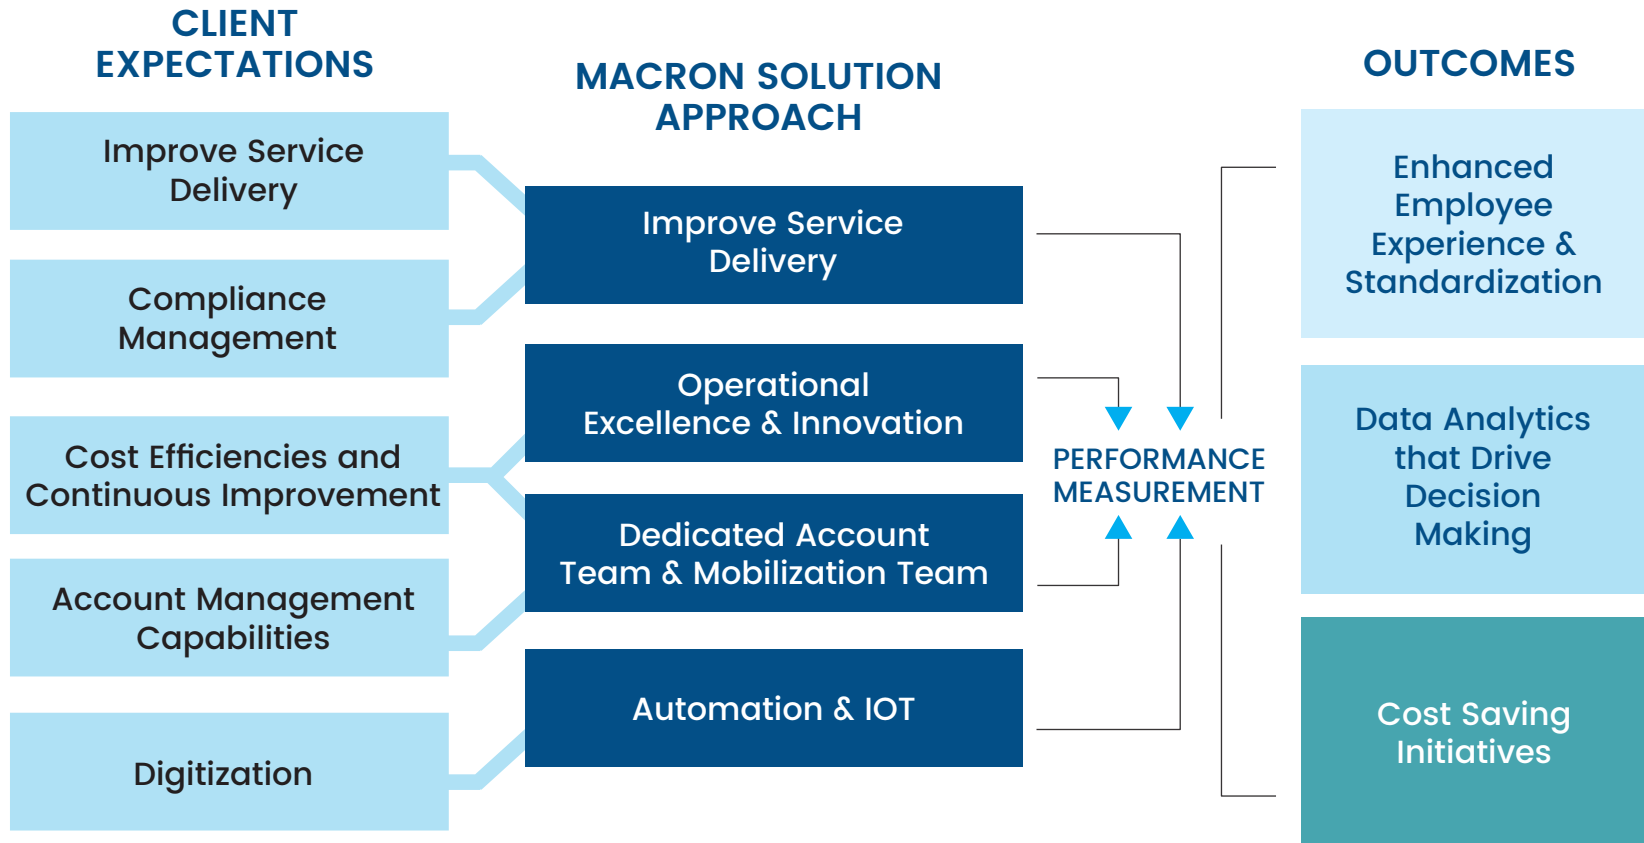 CLIENT
EXPECTATIONS
Improve Service
Delivery
Compliance
Management
Cost Efficiencies and
Continuous Improvement
Account Management
Capabilities
Digitization
MACRON SOLUTION
APPROACH
Improve Service
Delivery
Operational
Excellence & Innovation
Dedicated Account
Team & Mobilization Team
Automation & IOT
PERFORMANCE
MEASUREMENT
OUTCOMES
Enhanced
Employee
Experience &
Standardization
Data Analytics
that Drive
Decision
Making
Cost Saving
Initiatives